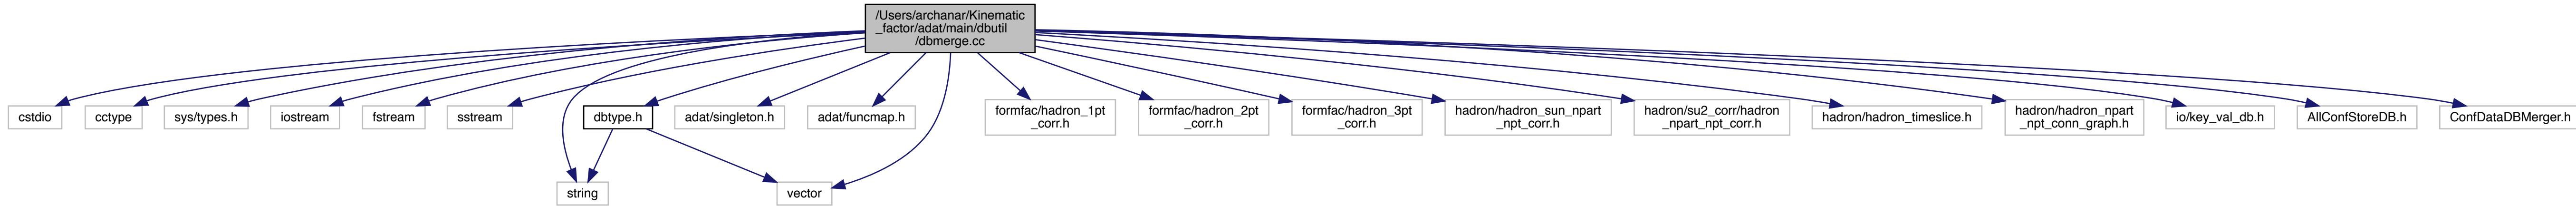 /Users/archanar/Kinematic
_factor/adat/main/dbutil
/dbmerge.cc
cstdio
cctype
sys/types.h
iostream
fstream
sstream
dbtype.h
adat/singleton.h
adat/funcmap.h
formfac/hadron_1pt
_corr.h
formfac/hadron_2pt
_corr.h
formfac/hadron_3pt
_corr.h
hadron/hadron_sun_npart
_npt_corr.h
hadron/su2_corr/hadron
_npart_npt_corr.h
hadron/hadron_timeslice.h
hadron/hadron_npart
_npt_conn_graph.h
io/key_val_db.h
AllConfStoreDB.h
ConfDataDBMerger.h
string
vector